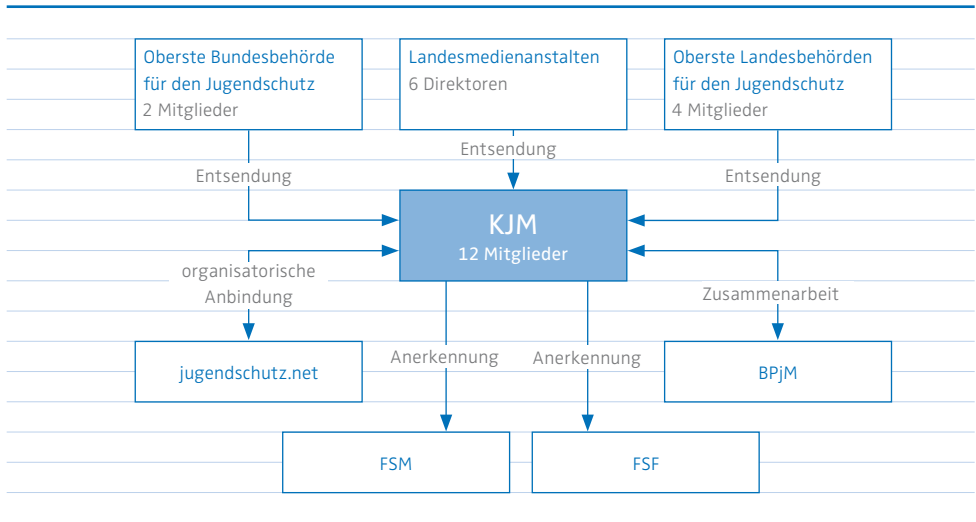 Oberste Bundesbehörde
für den Jugendschutz
2 Mitglieder
Landesmedienanstalten
6 Direktoren
Oberste Landesbehörden
für den Jugendschutz
4 Mitglieder
Entsendung
Entsendung
Entsendung
KJM
12 Mitglieder
organisatorische
Anbindung
Zusammenarbeit
Anerkennung
Anerkennung
jugendschutz.net
BPjM
FSM
FSF